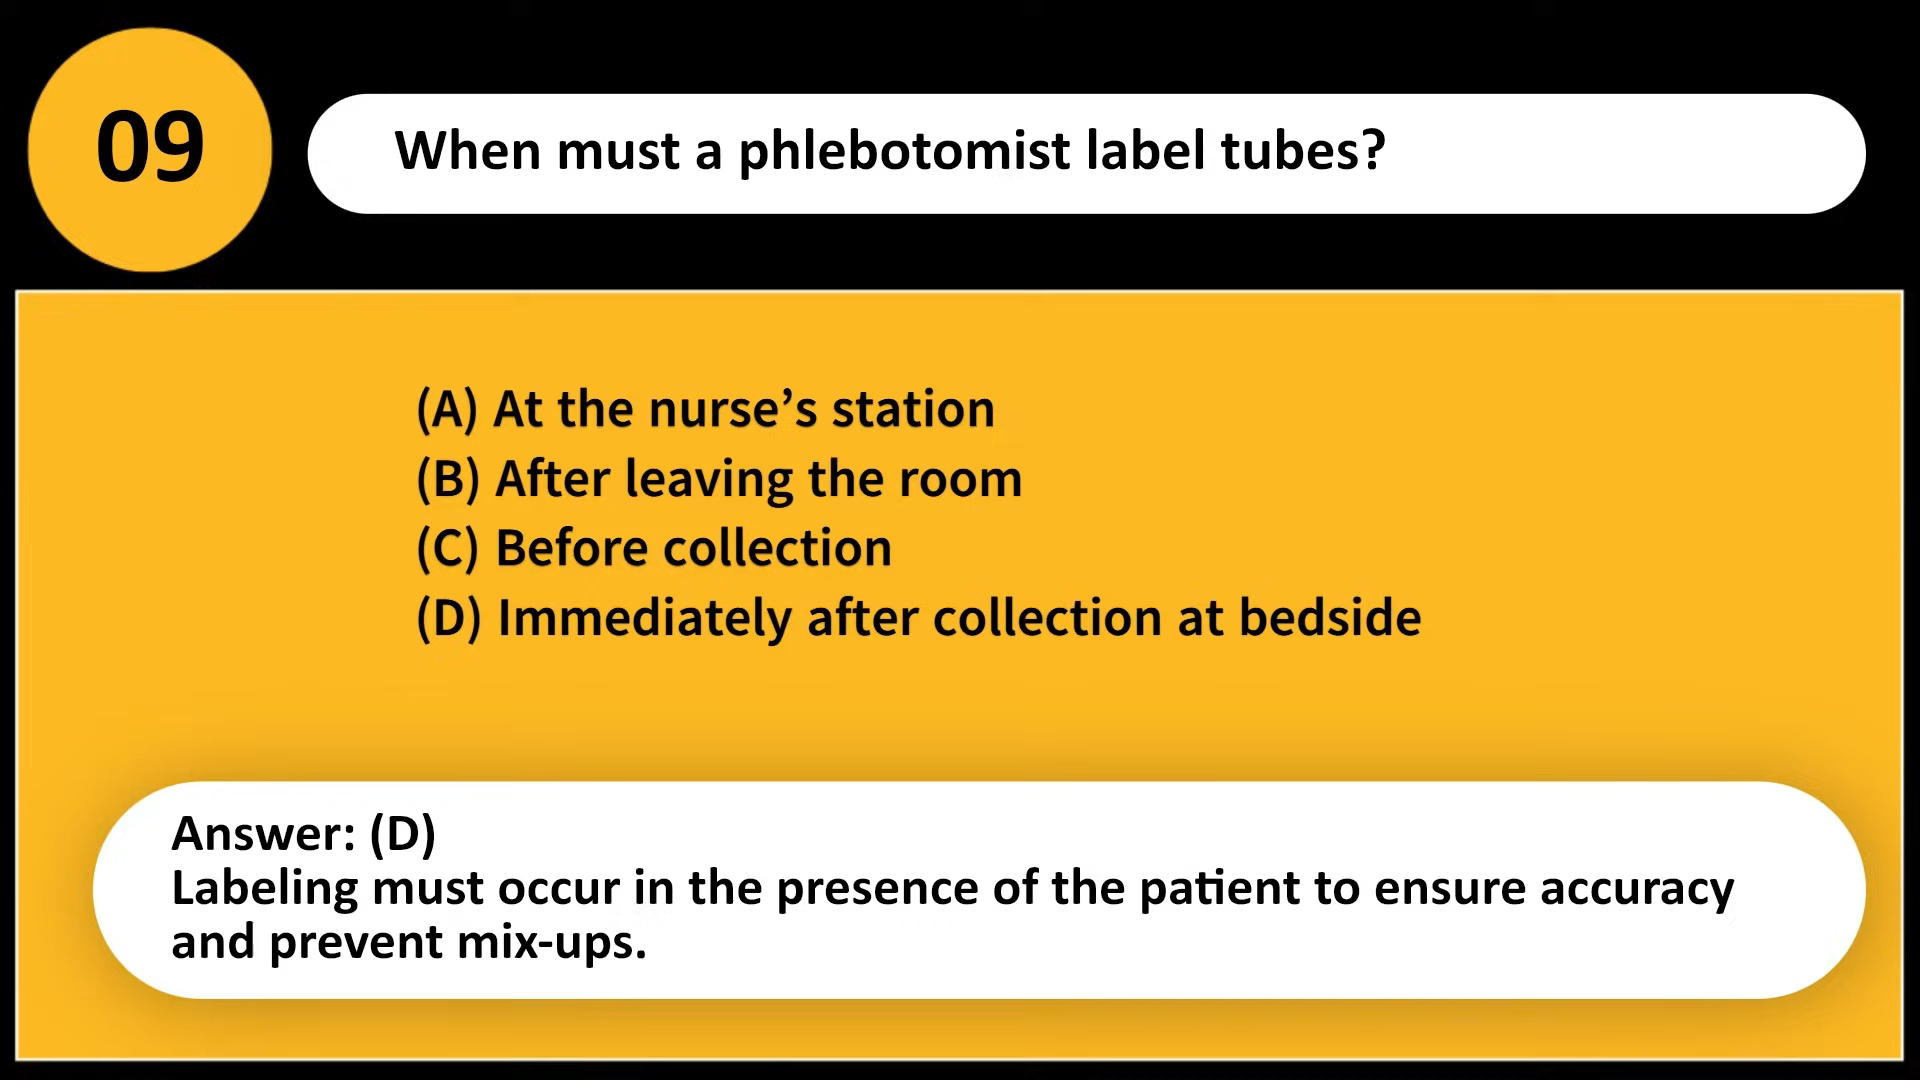 09
When must a phlebotomist label tubes?
(A) At the nurse’s station
(B) After leaving the room
(C) Before collection
(D) Immediately after collection at bedside
Answer: (D)
Labeling must occur in the presence of the patient to ensure accuracy
and prevent mix-ups.